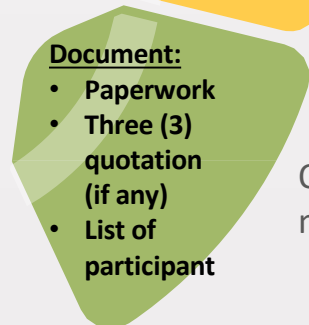 Document:
• Paperwork
• Three (3)
quotation
(if any)
• List of
participant